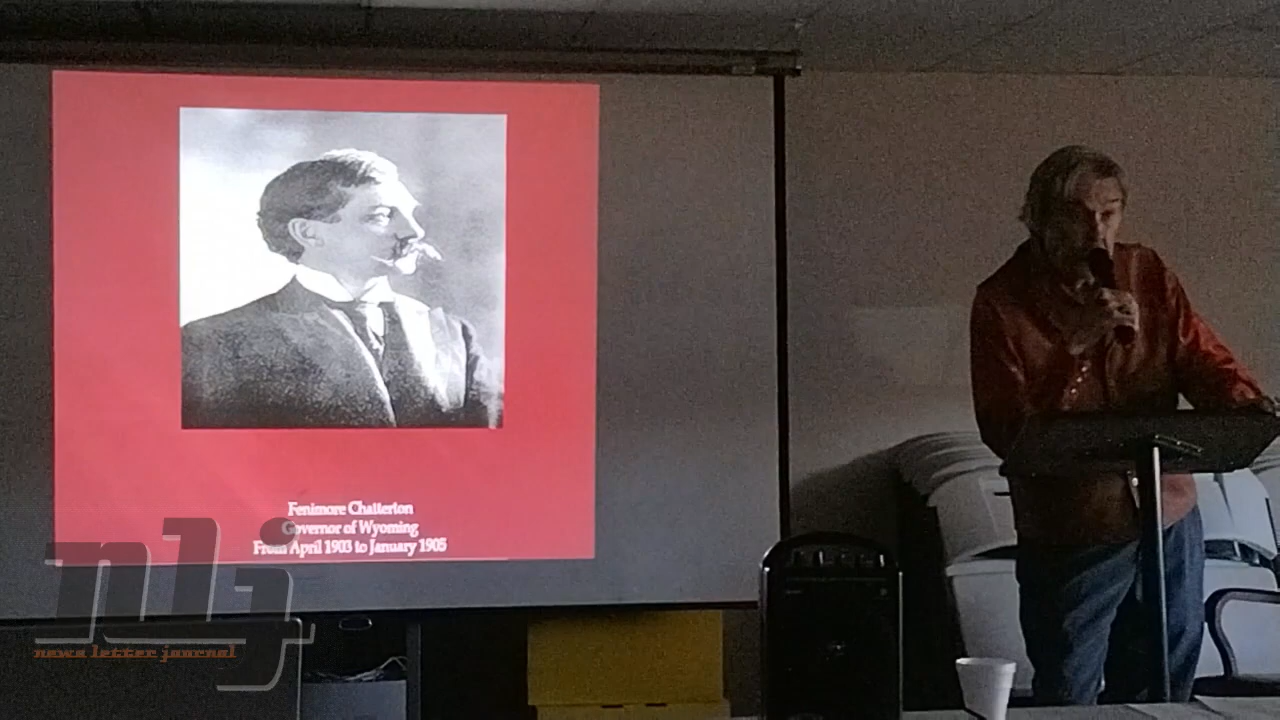 Fenimore Chatterton
Governor of Wyoming
From April 1903 to January 1905
nlj
news letter journal